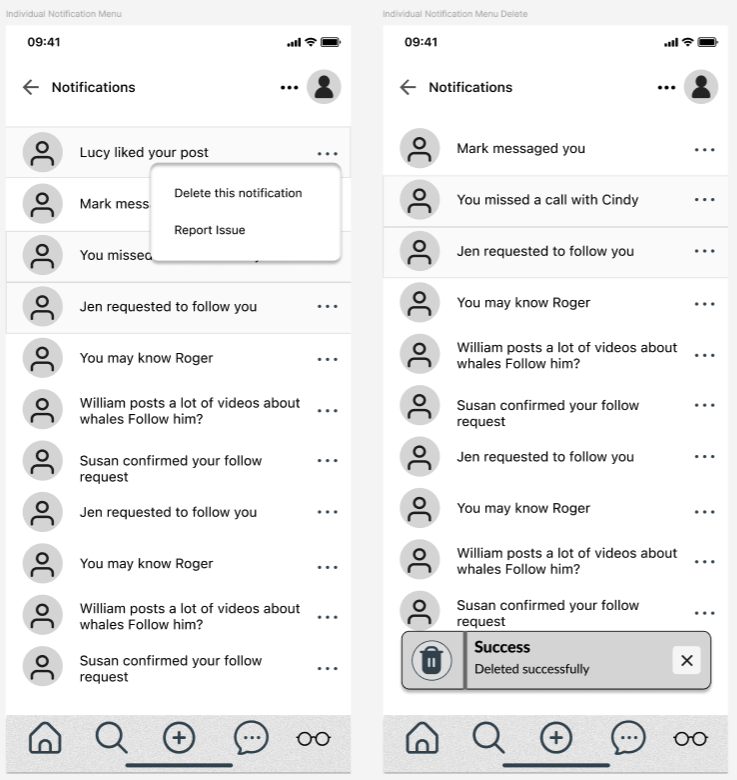 Individual Notification Menu
09:41
Notifications
Lucy liked your post
Delete this notification
Report Issue
Mark mess
You missed
Jen requested to follow you
You may know Roger
William posts a lot of videos about
whales Follow him?
Susan confirmed your follow
request
Jen requested to follow you
You may know Roger
William posts a lot of videos about
whales Follow him?
Susan confirmed your follow
request
Individual Notification Menu Delete
09:41
Notifications
Mark messaged you
You missed a call with Cindy
Jen requested to follow you
You may know Roger
William posts a lot of videos about
whales Follow him?
Susan confirmed your follow
request
Jen requested to follow you
You may know Roger
William posts a lot of videos about
whales Follow him?
Susan confirmed your follow
request
Success
Deleted successfully